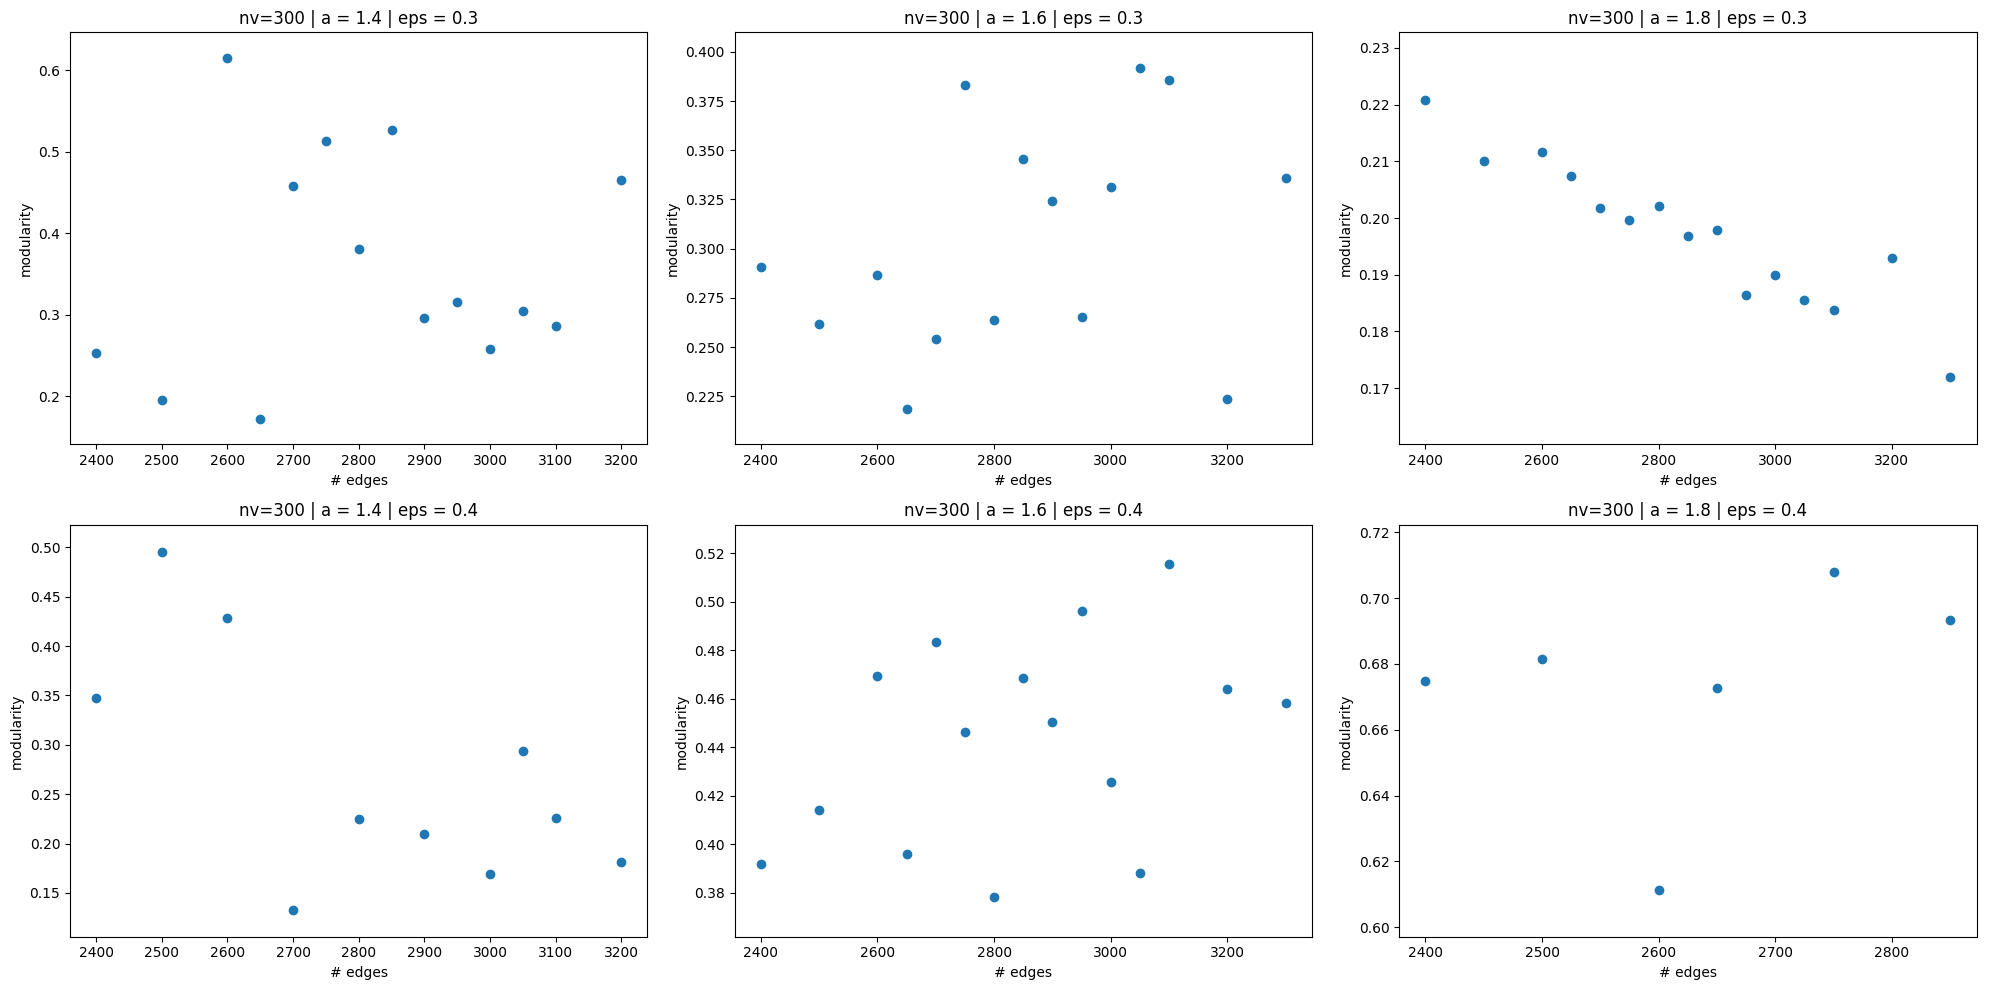 nv=300 | a = 1.4 | eps = 0.3
0.6
0.5
0.4
0.3
0.2
modularity
2400 2500 2600 2700 2800 2900 3000 3100 3200
# edges
nv=300 | a = 1.6 | eps = 0.3
0.400
0.375
0.350
0.325
0.300
0.275
0.250
0.225
modularity
2400 2600 2800 3000 3200
# edges
nv=300 | a = 1.8 | eps = 0.3
0.23
0.22
0.21
0.20
0.19
0.18
0.17
modularity
2400 2600 2800 3000 3200
# edges
nv=300 | a = 1.4 | eps = 0.4
0.50
0.45
0.40
0.35
0.30
0.25
0.20
0.15
modularity
2400 2500 2600 2700 2800 2900 3000 3100 3200
# edges
nv=300 | a = 1.6 | eps = 0.4
0.52
0.50
0.48
0.46
0.44
0.42
0.40
0.38
modularity
2400 2600 2800 3000 3200
# edges
nv=300 | a = 1.8 | eps = 0.4
0.72
0.70
0.68
0.66
0.64
0.62
0.60
modularity
2400 2500 2600 2700 2800
# edges